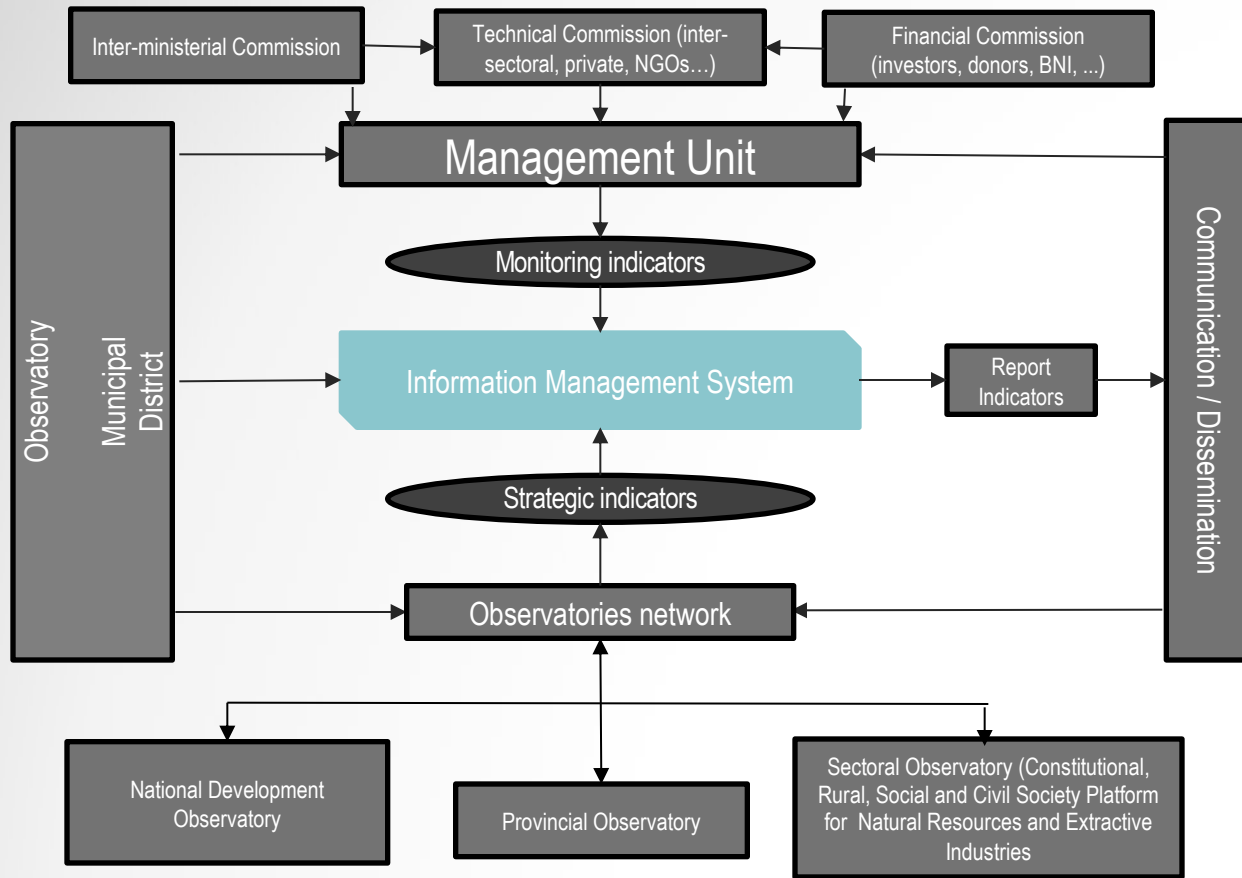 Inter-ministerial Commission
Technical Commission (inter-
sectoral, private, NGOs…)
Financial Commission
(investors, donors, BNI, ...)
Management Unit
Monitoring indicators
Observatory
Municipal
District
Information Management System
Report
Indicators
Communication / Dissemination
Strategic indicators
Observatories network
National Development
Observatory
Provincial Observatory
Sectoral Observatory (Constitutional,
Rural, Social and Civil Society Platform
for Natural Resources and Extractive
Industries